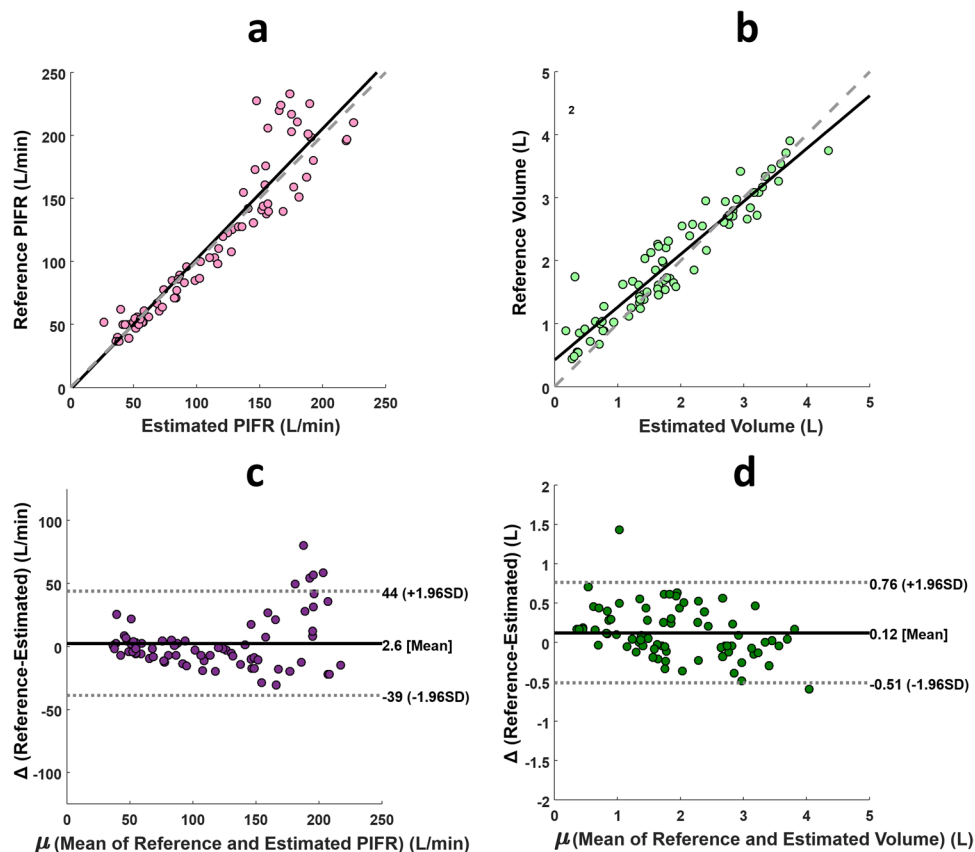 a
250
200
150
100
50
0
0 50 100 150 200 250
Reference PIFR (L/min)
Estimated PIFR (L/min)
b
5
4
3
2
1
0
2
0 1 2 3 4 5
Reference Volume (L)
Estimated Volume (L)
c
100
50
0
-50
-100
0 50 100 150 200 250
Δ (Reference-Estimated) (L/min)
44 (+1.96SD)
2.6 [Mean]
-39 (-1.96SD)
μ (Mean of Reference and Estimated PIFR) (L/min)
d
2
1.5
1
0.5
0
-0.5
-1
-1.5
-2
0 1 2 3 4 5
Δ (Reference-Estimated) (L)
0.76 (+1.96SD)
0.12 [Mean]
-0.51 (-1.96SD)
μ (Mean of Reference and Estimated Volume) (L)